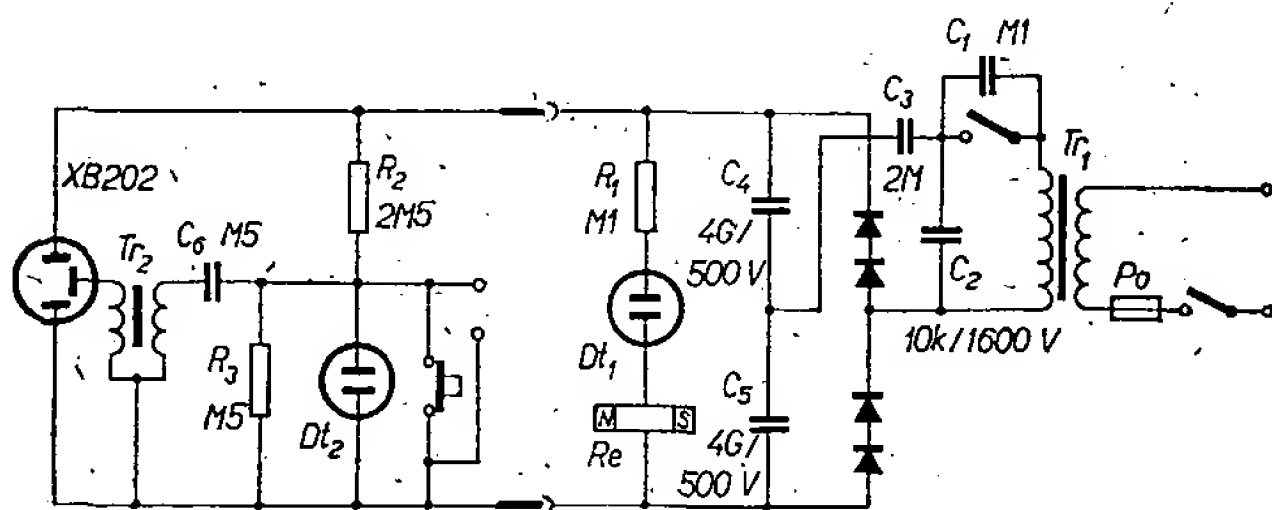 XB202
Tr₂
C₆ M5
R₃
M5
R₂
2M5
Dt₂
R₁
M1
Dt₁
N S
Re
C₄
4G/
500 V
C₅
4G/
500 V
C₃
2M
C₁ M1
C₂
10k/1600 V
Tr₁
Po